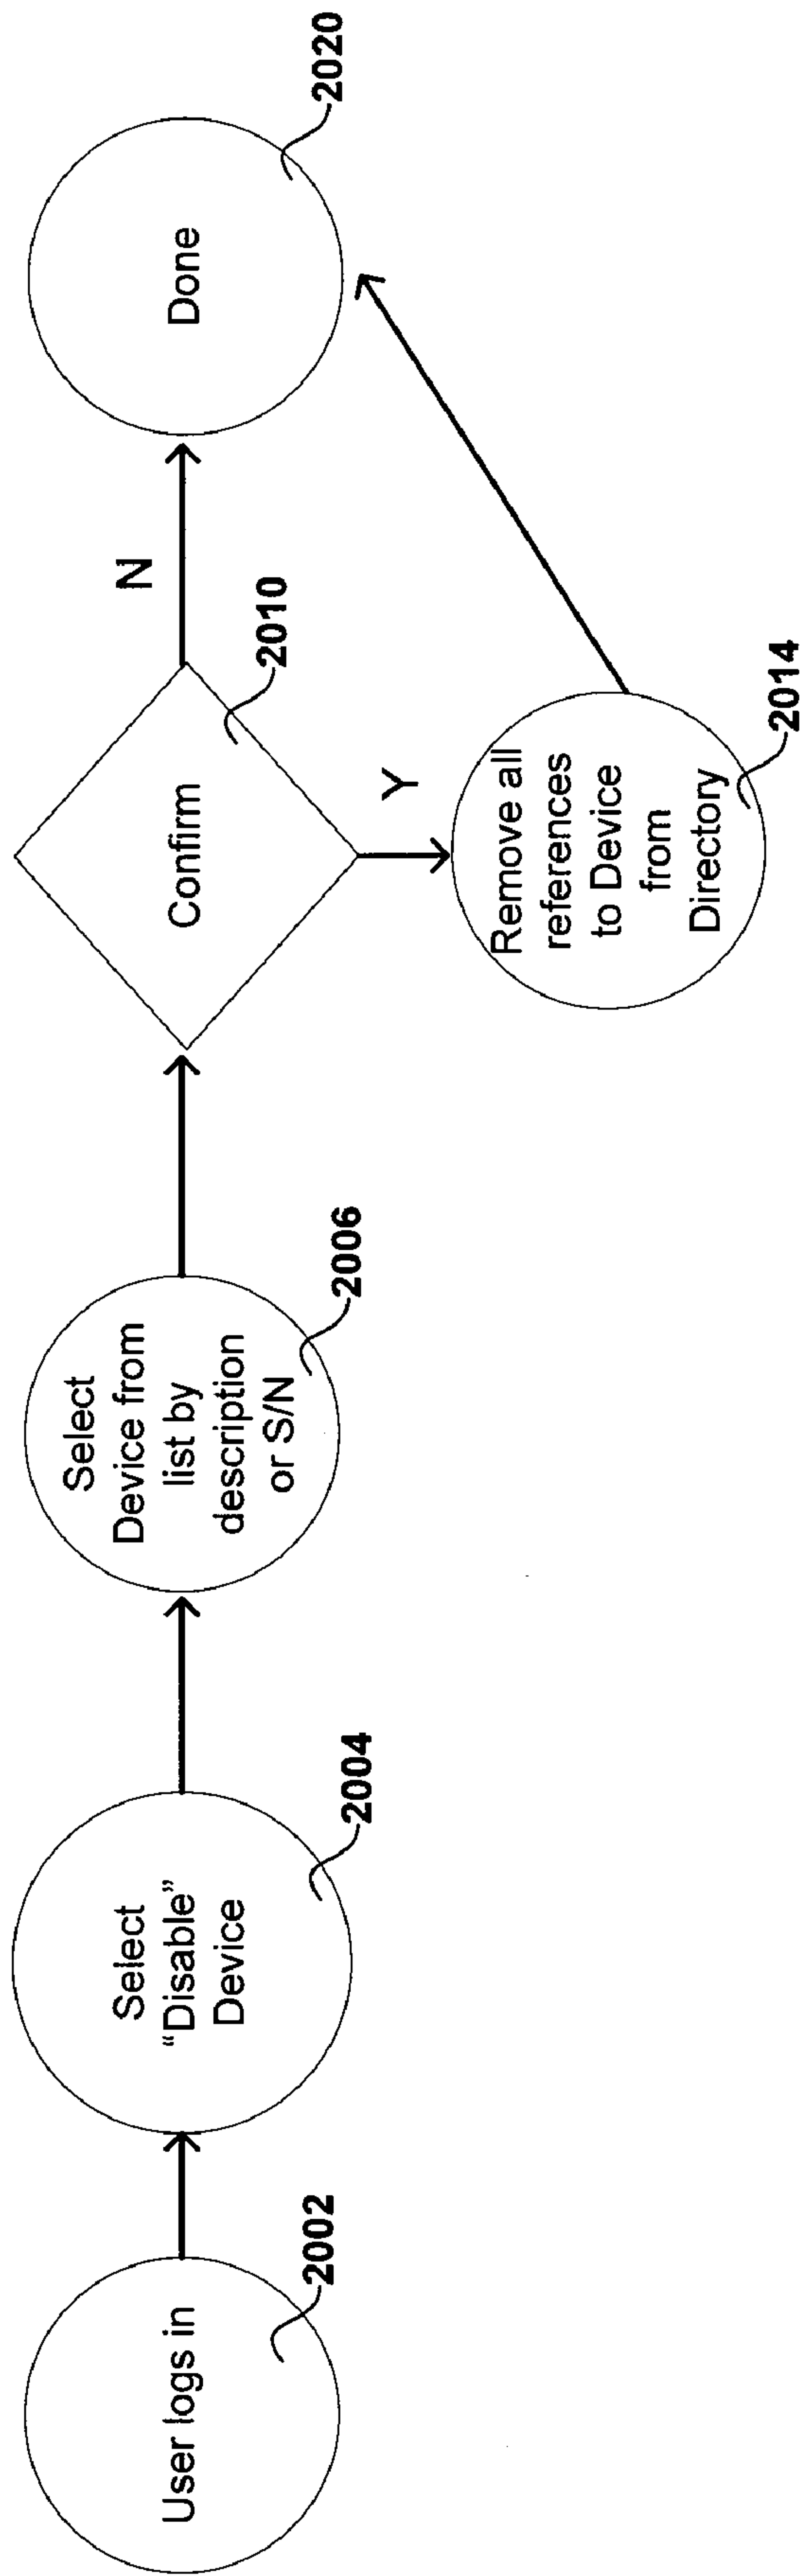 User logs in
2002
Select
“Disable”
Device
2004
Select
Device from
list by
description
or S/N
2006
Confirm
2010
N
Y
Remove all
references
to Device
from
Directory
2014
Done
2020